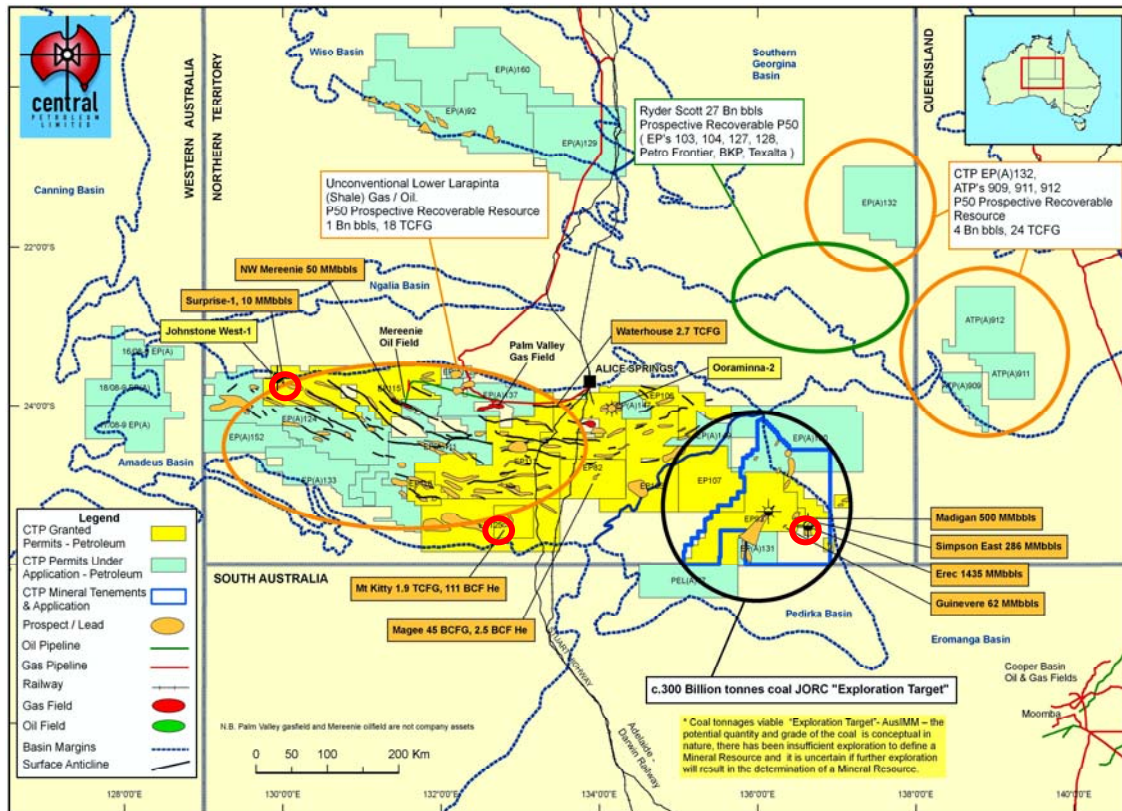 central
PETROLEUM
LIMITED
WESTERN AUSTRALIA
NORTHERN TERRITORY
QUEENSLAND
Wiso Basin
Southern
Georgina
Basin
EP(A)160
EP(A)92
EP(A)129
Canning Basin
Ryder Scott 27 Bn bbls
Prospective Recoverable P50
( EP's 103, 104, 127, 128,
Petro Frontier, BKP, Texalta )
CTP EP(A)132,
ATP's 909, 911, 912
P50 Prospective Recoverable
Resource
4 Bn bbls, 24 TCFG
Unconventional Lower Larapinta
(Shale) Gas / Oil.
P50 Prospective Recoverable Resource
1 Bn bbls, 18 TCFG
EP(A)132
22°0'0"S
NW Mereenie 50 MMbbls
Ngalia Basin
Surprise-1, 10 MMbbls
Johnstone West-1
Mereenie
Oil Field
Palm Valley
Gas Field
Waterhouse 2.7 TCFG
ALICE SPRINGS
Ooraminna-2
ATP(A)912
ATP(A)911
ATP(A)909
24°0'0"S
EP115
EP(A)137
EP(A)124
EP(A)152
EP(A)133
EP82
EP107
Amadeus Basin
EP(A)131
Madigan 500 MMbbls
Simpson East 286 MMbbls
Erec 1435 MMbbls
Guinevere 62 MMbbls
SOUTH AUSTRALIA
Mt Kitty 1.9 TCFG, 111 BCF He
Magee 45 BCFG, 2.5 BCF He
Pedirka Basin
Eromanga Basin
STUART HIGHWAY
c.300 Billion tonnes coal JORC "Exploration Target"
Cooper Basin
Oil & Gas Fields
Moomba
Legend
CTP Granted
Permits - Petroleum
CTP Permits Under
Application - Petroleum
CTP Mineral Tenements
& Application
Prospect / Lead
Oil Pipeline
Gas Pipeline
Railway
Gas Field
Oil Field
Basin Margins
Surface Anticline
N.B. Palm Valley gasfield and Mereenie oilfield are not company assets
0 50 100 200 Km
Adelaide -
Darwin Railway
* Coal tonnages viable "Exploration Target"- AusIMM – the
potential quantity and grade of the coal is conceptual in
nature, there has been insufficient exploration to define a
Mineral Resource and it is uncertain if further exploration
will result in the determination of a Mineral Resource.
128°0'0"E 130°0'0"E 132°0'0"E 134°0'0"E 136°0'0"E 138°0'0"E 140°0'0"E